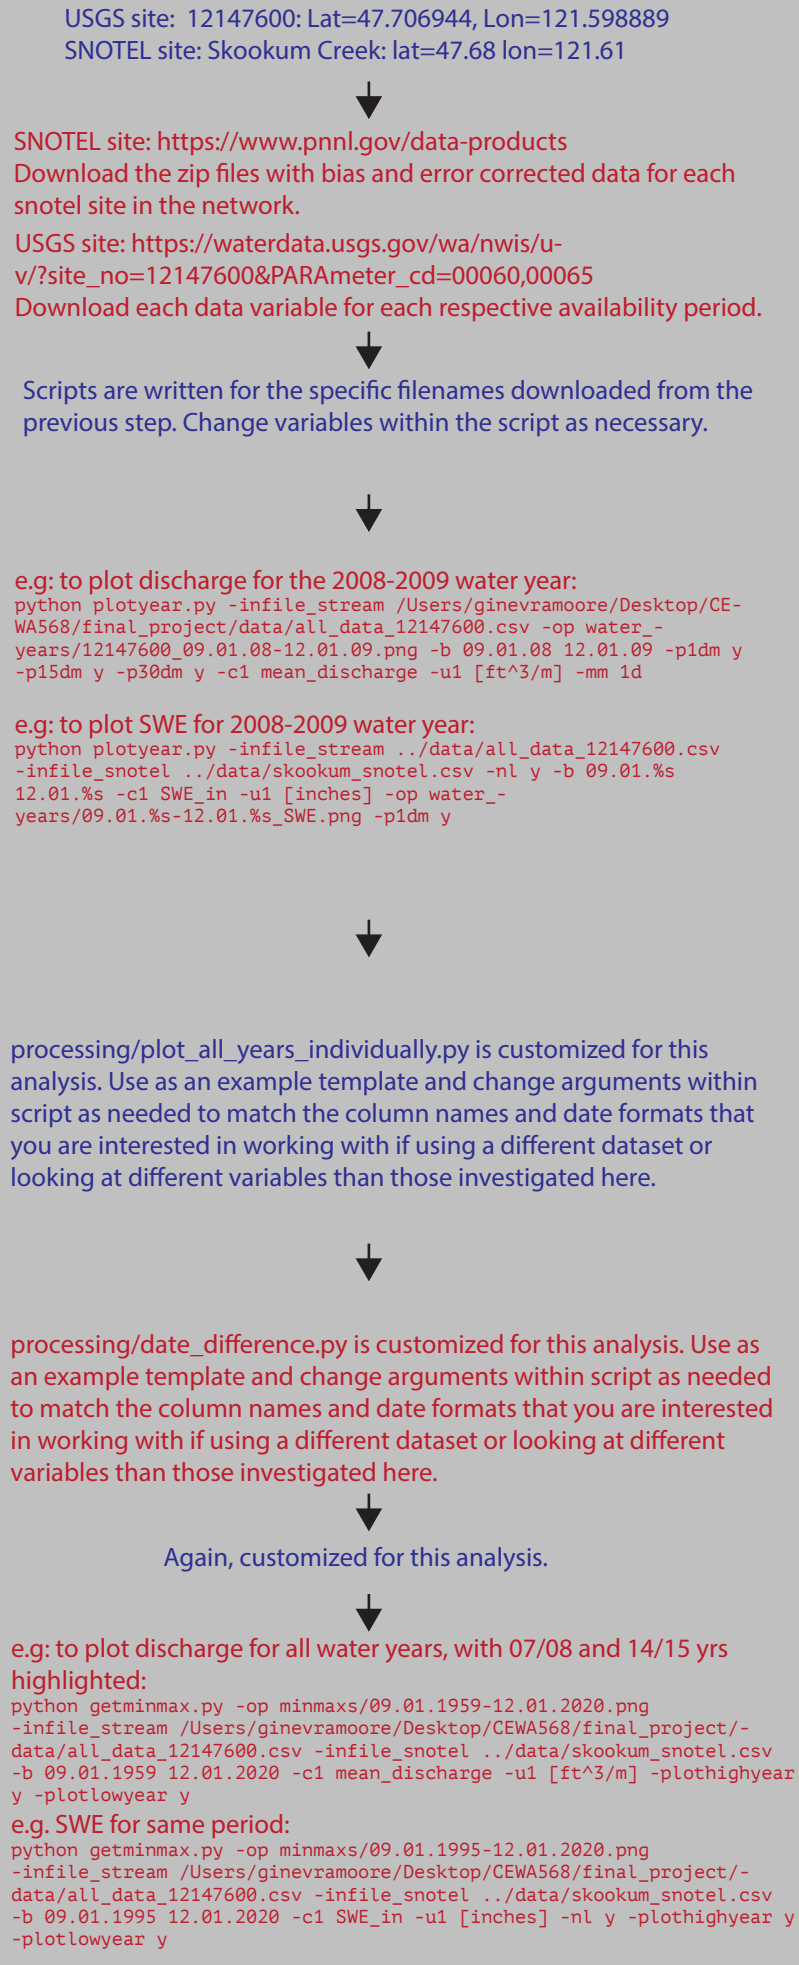 USGS site:  12147600: Lat=47.706944, Lon=121.598889
SNOTEL site: Skookum Creek: lat=47.68 lon=121.61
SNOTEL site: https://www.pnnl.gov/data-products
Download the zip files with bias and error corrected data for each
snotel site in the network.
USGS site: https://waterdata.usgs.gov/wa/nwis/u-
v/?site_no=12147600&PARAmeter_cd=00060,00065
Download each data variable for each respective availability period.
Scripts are written for the specific filenames downloaded from the
previous step. Change variables within the script as necessary.
e.g: to plot discharge for the 2008-2009 water year:
python plotyear.py -infile_stream /Users/ginevramoore/Desktop/CE-
WA568/final_project/data/all_data_12147600.csv -op water_-
years/12147600_09.01.08-12.01.09.png -b 09.01.08 12.01.09 -p1dm y
-p15dm y -p30dm y -c1 mean_discharge -u1 [ft^3/m] -mm 1d
e.g: to plot SWE for 2008-2009 water year:
python plotyear.py -infile_stream ../data/all_data_12147600.csv
-infile_snotel ../data/skookum_snotel.csv -nl y -b 09.01.%s
12.01.%s -c1 SWE_in -u1 [inches] -op water_-
years/09.01.%s-12.01.%s_SWE.png -p1dm y
processing/plot_all_years_individually.py is customized for this
analysis. Use as an example template and change arguments within
script as needed to match the column names and date formats that
you are interested in working with if using a different dataset or
looking at different variables than those investigated here.
processing/date_difference.py is customized for this analysis. Use as
an example template and change arguments within script as needed
to match the column names and date formats that you are interested
in working with if using a different dataset or looking at different
variables than those investigated here.
Again, customized for this analysis.
e.g: to plot discharge for all water years, with 07/08 and 14/15 yrs
highlighted:
python getminmax.py -op minmaxs/09.01.1959-12.01.2020.png
-infile_stream /Users/ginevramoore/Desktop/CEWA568/final_project/-
data/all_data_12147600.csv -infile_snotel ../data/skookum_snotel.csv
-b 09.01.1959 12.01.2020 -c1 mean_discharge -u1 [ft^3/m] -plothighyear
y -plotlowyear y
e.g. SWE for same period:
python getminmax.py -op minmaxs/09.01.1995-12.01.2020.png
-infile_stream /Users/ginevramoore/Desktop/CEWA568/final_project/-
data/all_data_12147600.csv -infile_snotel ../data/skookum_snotel.csv
-b 09.01.1995 12.01.2020 -c1 SWE_in -u1 [inches] -nl y -plothighyear y
-plotlowyear y